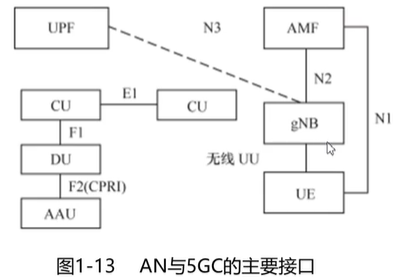 UPF
N3
AMF
N2
N1
CU
E1
CU
gNB
F1
DU
无线 UU
F2(CPRI)
UE
AAU
图1-13 AN与5GC的主要接口